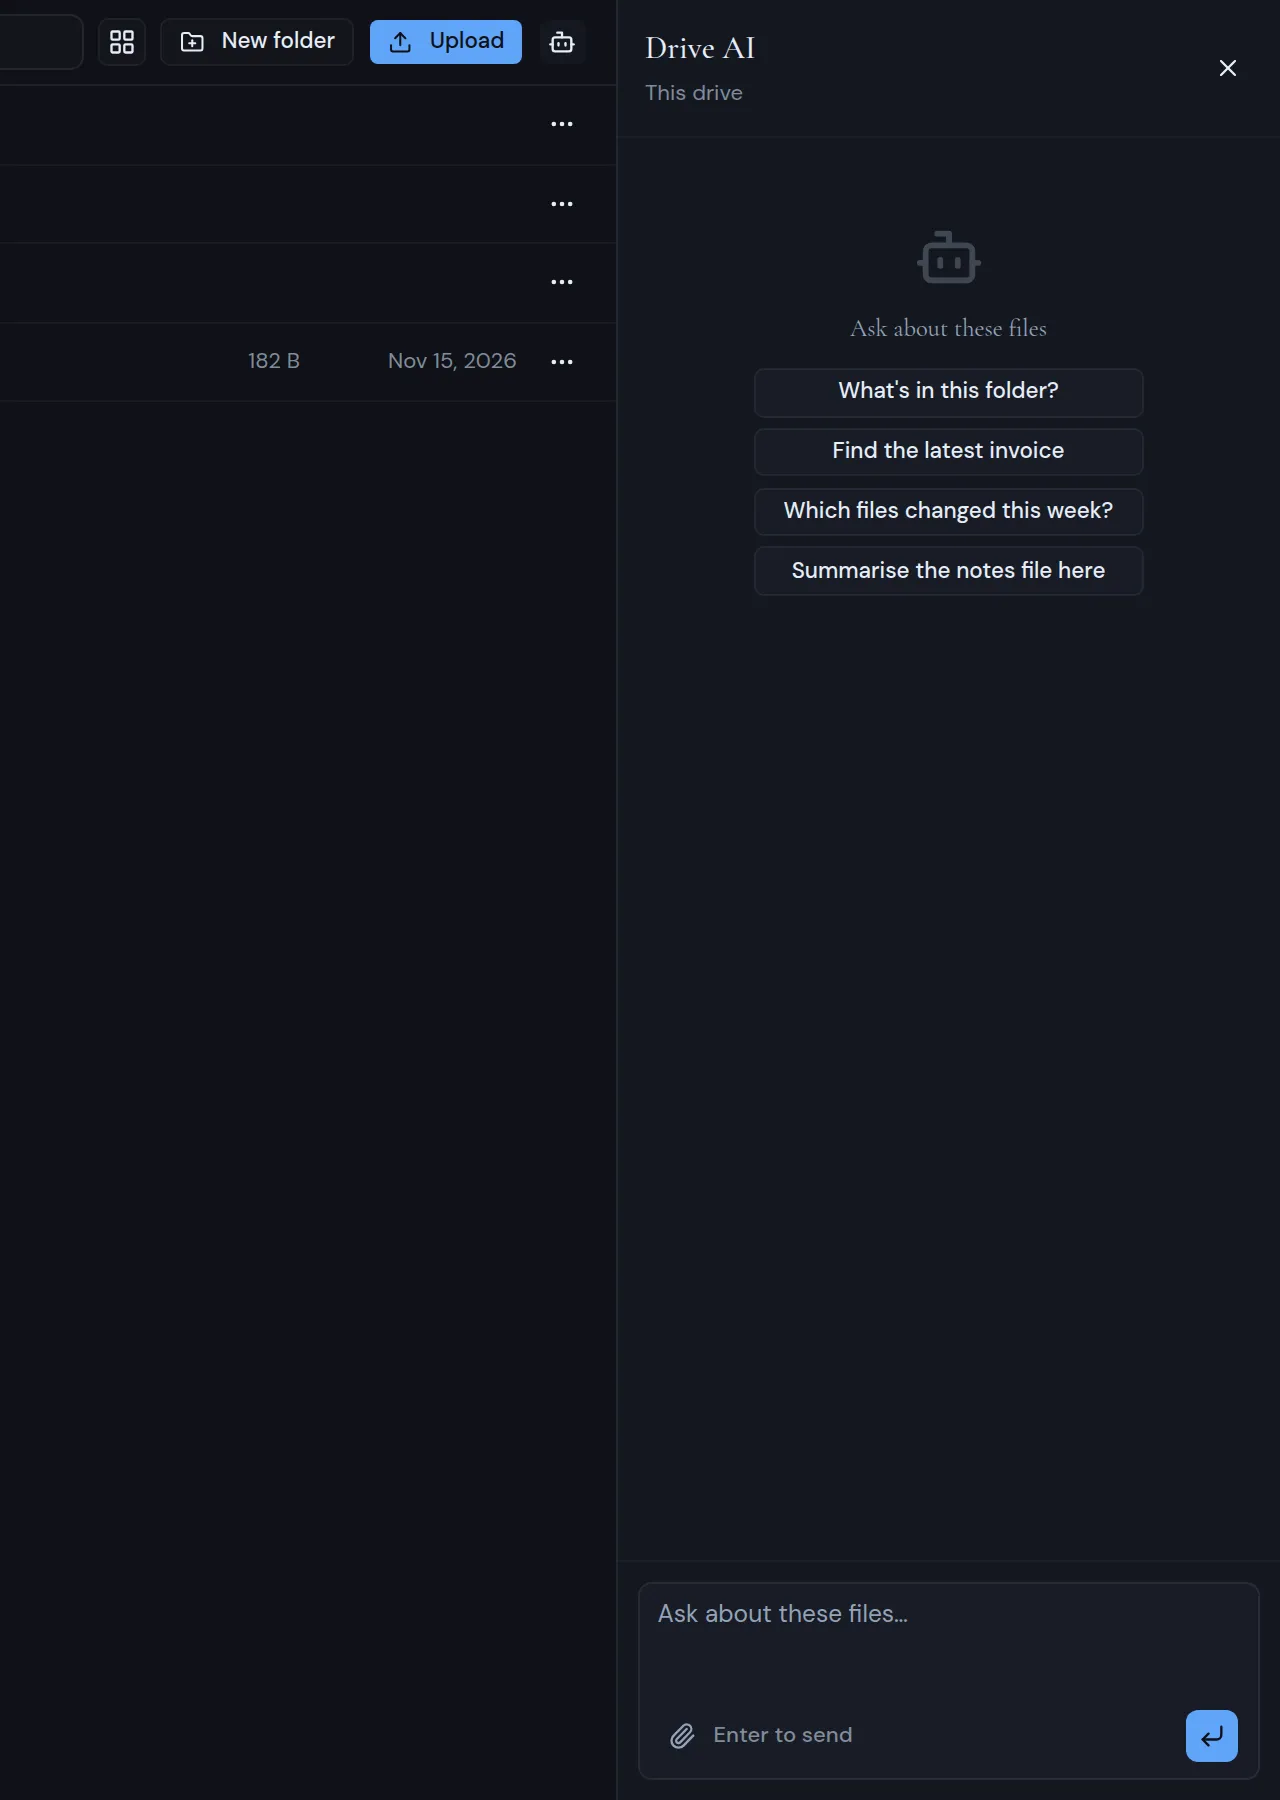 New folder
Upload
182 B
Nov 15, 2026
Drive AI
This drive
Ask about these files
What's in this folder?
Find the latest invoice
Which files changed this week?
Summarise the notes file here
Ask about these files...
Enter to send